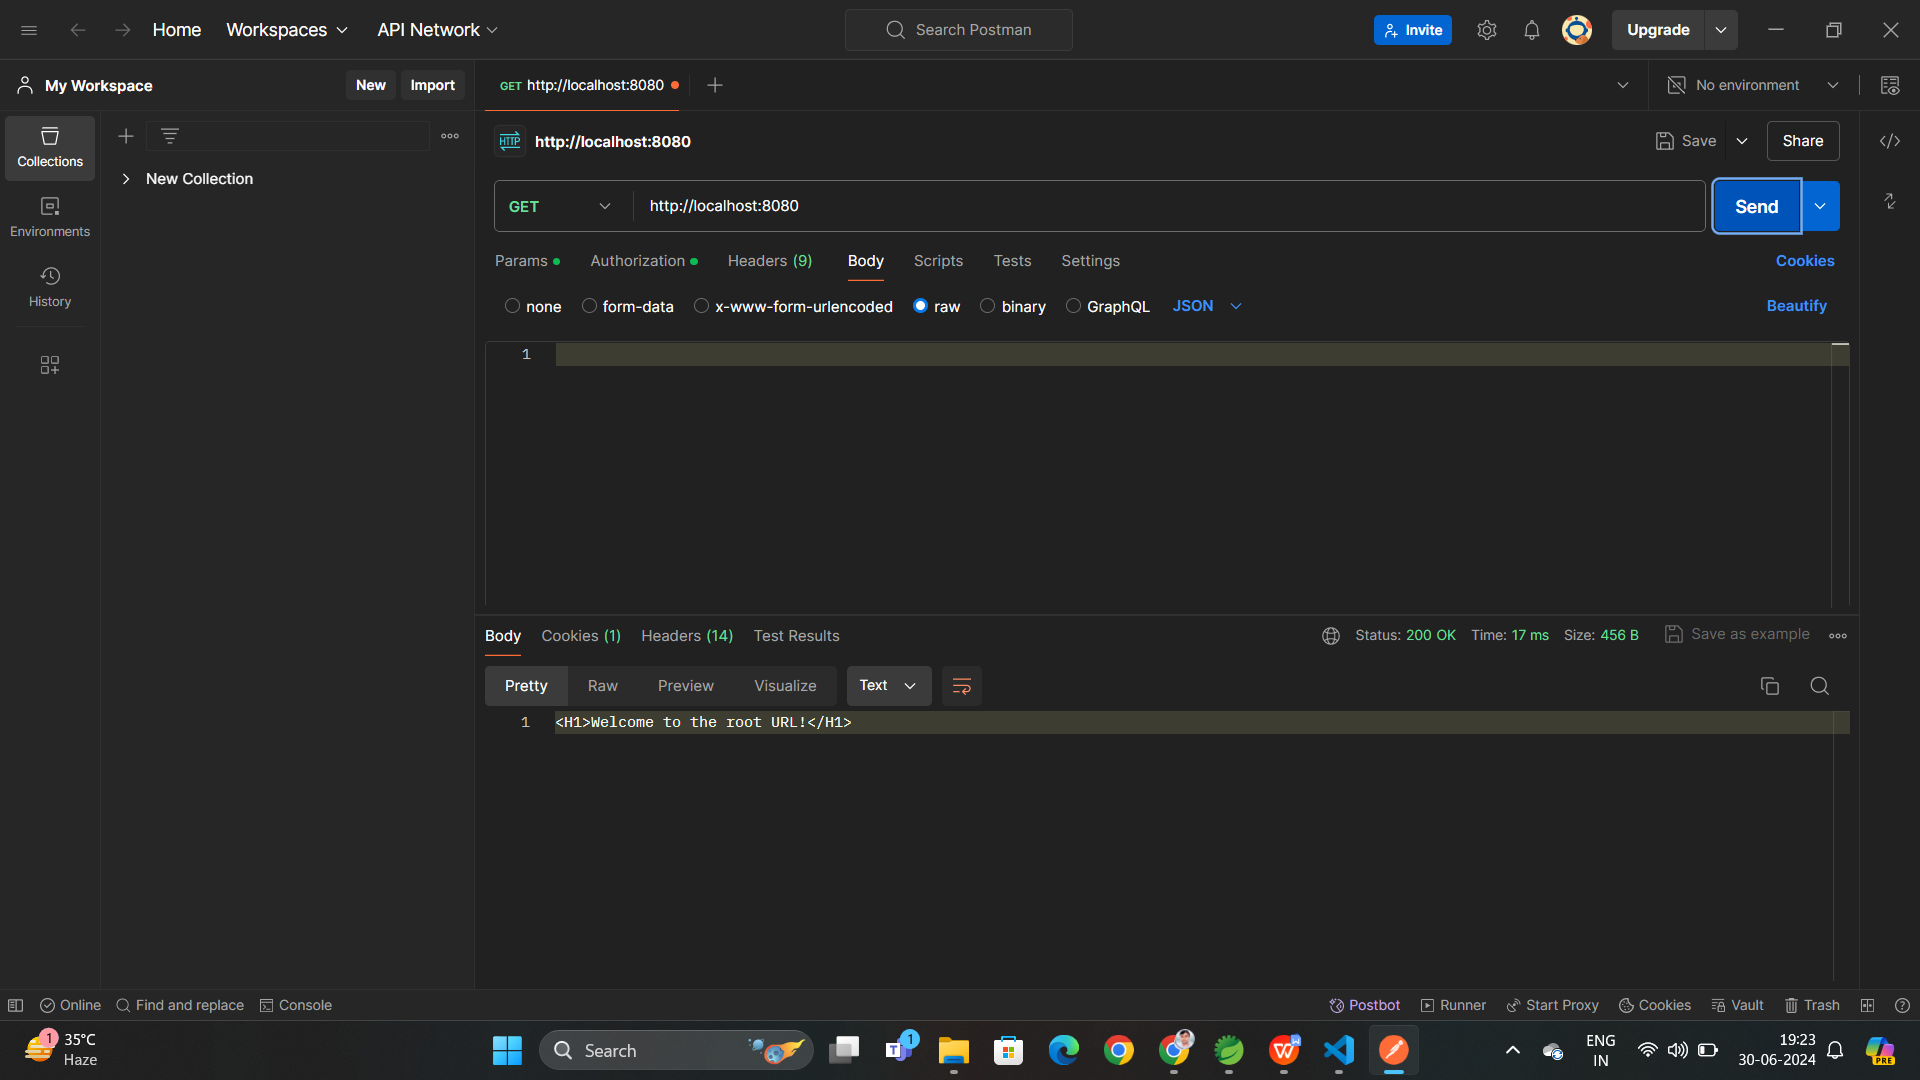 Home Workspaces API Network Search Postman Invite Upgrade
My Workspace New Import GET http://localhost:8080 No environment
Collections
Environments
History
New Collection
HTTP http://localhost:8080 Save Share
GET http://localhost:8080 Send
Params Authorization Headers (9) Body Scripts Tests Settings Cookies
none form-data x-www-form-urlencoded raw binary GraphQL JSON Beautify
1
Body Cookies (1) Headers (14) Test Results Status: 200 OK Time: 17 ms Size: 456 B Save as example
Pretty Raw Preview Visualize Text
1 <H1>Welcome to the root URL!</H1>
Online Find and replace Console Postbot Runner Start Proxy Cookies Vault Trash
1 35°C
Haze
Search
1
ENG
IN
19:23
30-06-2024
PRE